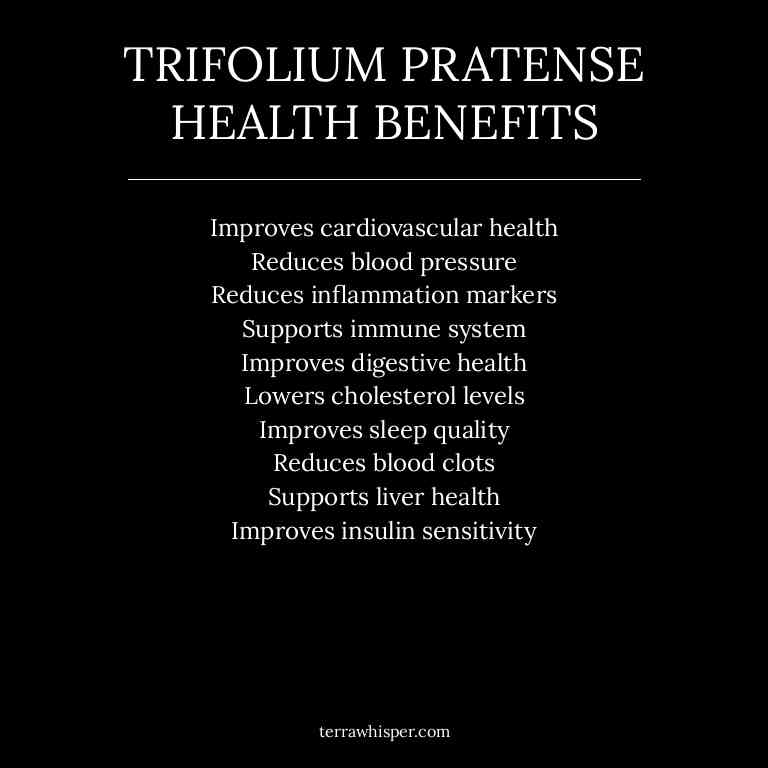 TRIFOLIUM PRATENSE
HEALTH BENEFITS
Improves cardiovascular health
Reduces blood pressure
Reduces inflammation markers
Supports immune system
Improves digestive health
Lowers cholesterol levels
Improves sleep quality
Reduces blood clots
Supports liver health
Improves insulin sensitivity
terrawhisper.com